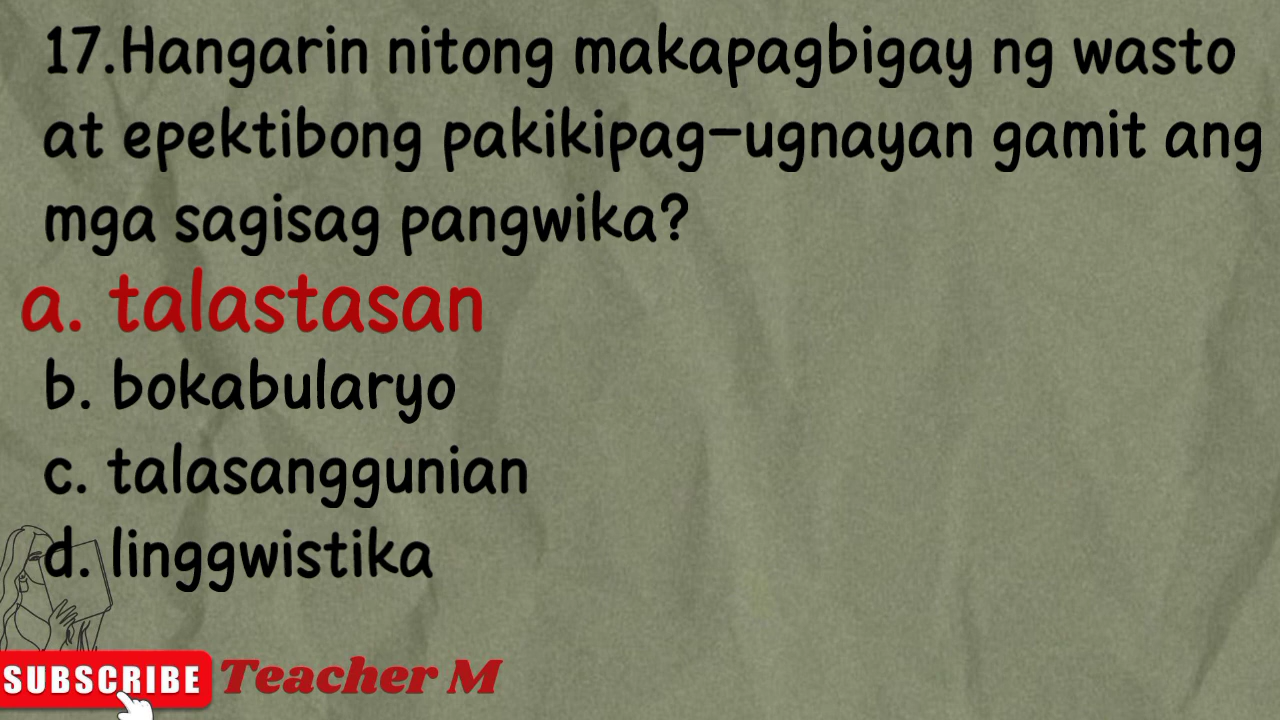 17.Hangarin nitong makapagbigay ng wasto
at epektibong pakikipag-ugnayan gamit ang
mga sagisag pangwika?
a. talastasan
b. bokabularyo
c. talasanggunian
d. linggwistika
SUBSCRIBE Teacher M